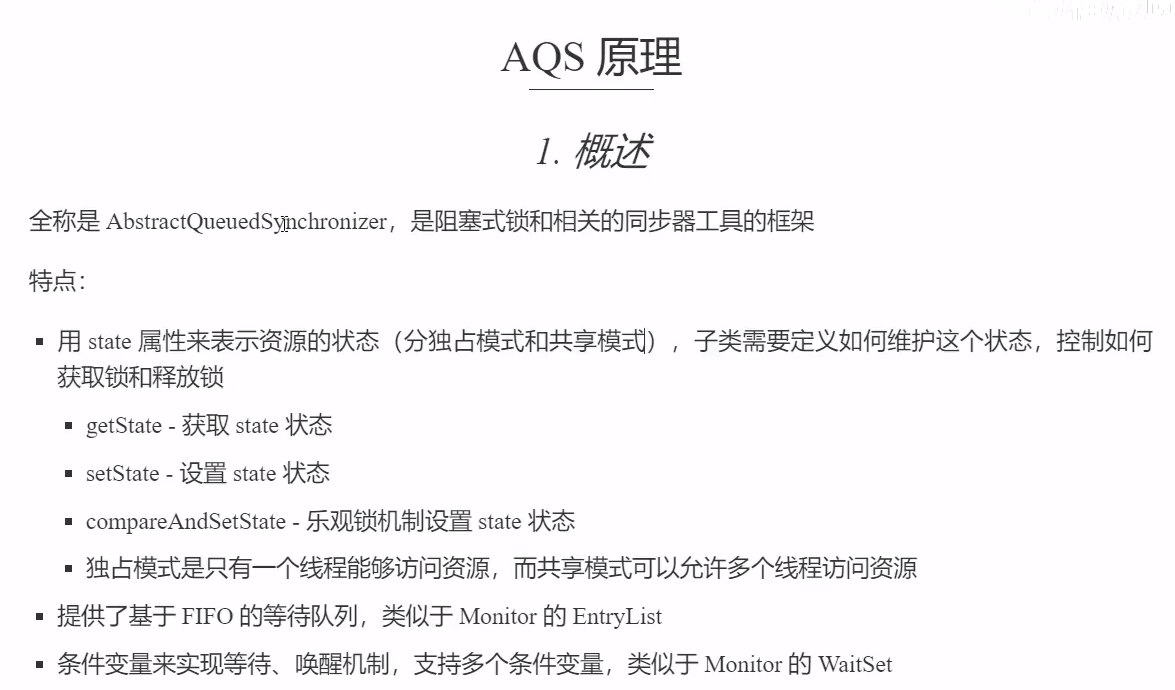 AQS 原理
1. 概述
全称是 AbstractQueuedSynchronizer，是阻塞式锁和相关的同步器工具的框架
特点：
用 state 属性来表示资源的状态（分独占模式和共享模式），子类需要定义如何维护这个状态，控制如何
获取锁和释放锁
getState - 获取 state 状态
setState - 设置 state 状态
compareAndSetState - 乐观锁机制设置 state 状态
独占模式是只有一个线程能够访问资源，而共享模式可以允许多个线程访问资源
提供了基于 FIFO 的等待队列，类似于 Monitor 的 EntryList
条件变量来实现等待、唤醒机制，支持多个条件变量，类似于 Monitor 的 WaitSet